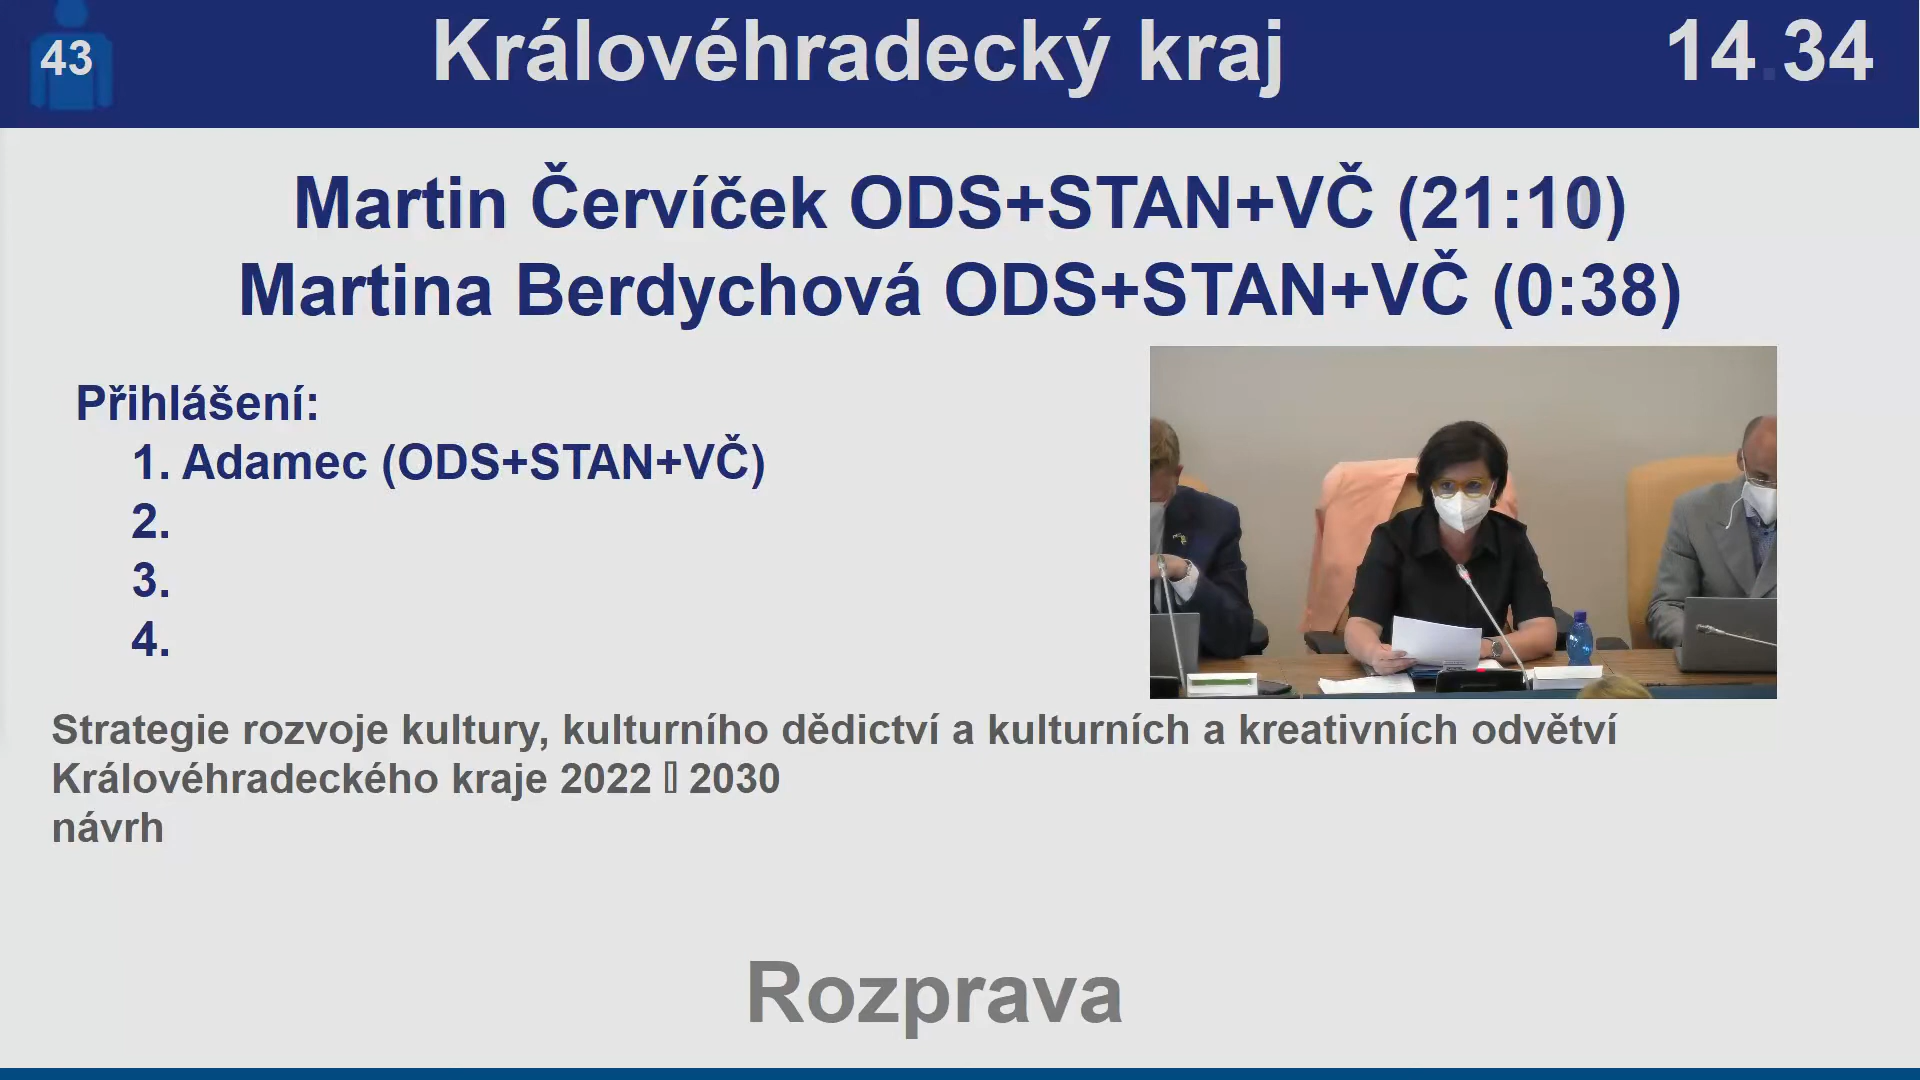 43
Královéhradecký kraj
14.34
Martin Červíček ODS+STAN+VČ (21:10)
Martina Berdychová ODS+STAN+VČ (0:38)
Přihlášení:
1. Adamec (ODS+STAN+VČ)
2.
3.
4.
Strategie rozvoje kultury, kulturního dědictví a kulturních a kreativních odvětví
Královéhradeckého kraje 2022 ▯ 2030
návrh
Rozprava